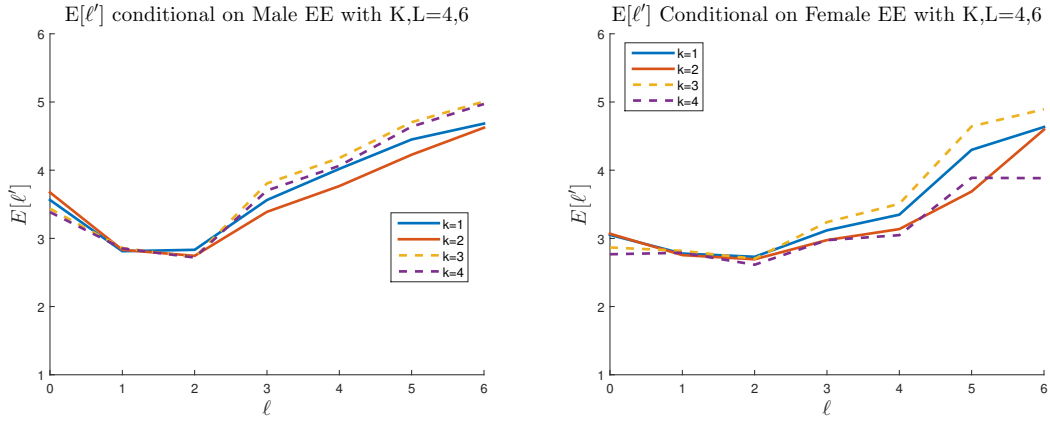 E[ℓ′] conditional on Male EE with K,L=4,6
6
5
4
3
2
1
E[ℓ′]
k=1
k=2
k=3
k=4
0 1 2 3 4 5 6
ℓ
E[ℓ′] Conditional on Female EE with K,L=4,6
6
5
4
3
2
1
E[ℓ′]
k=1
k=2
k=3
k=4
0 1 2 3 4 5 6
ℓ